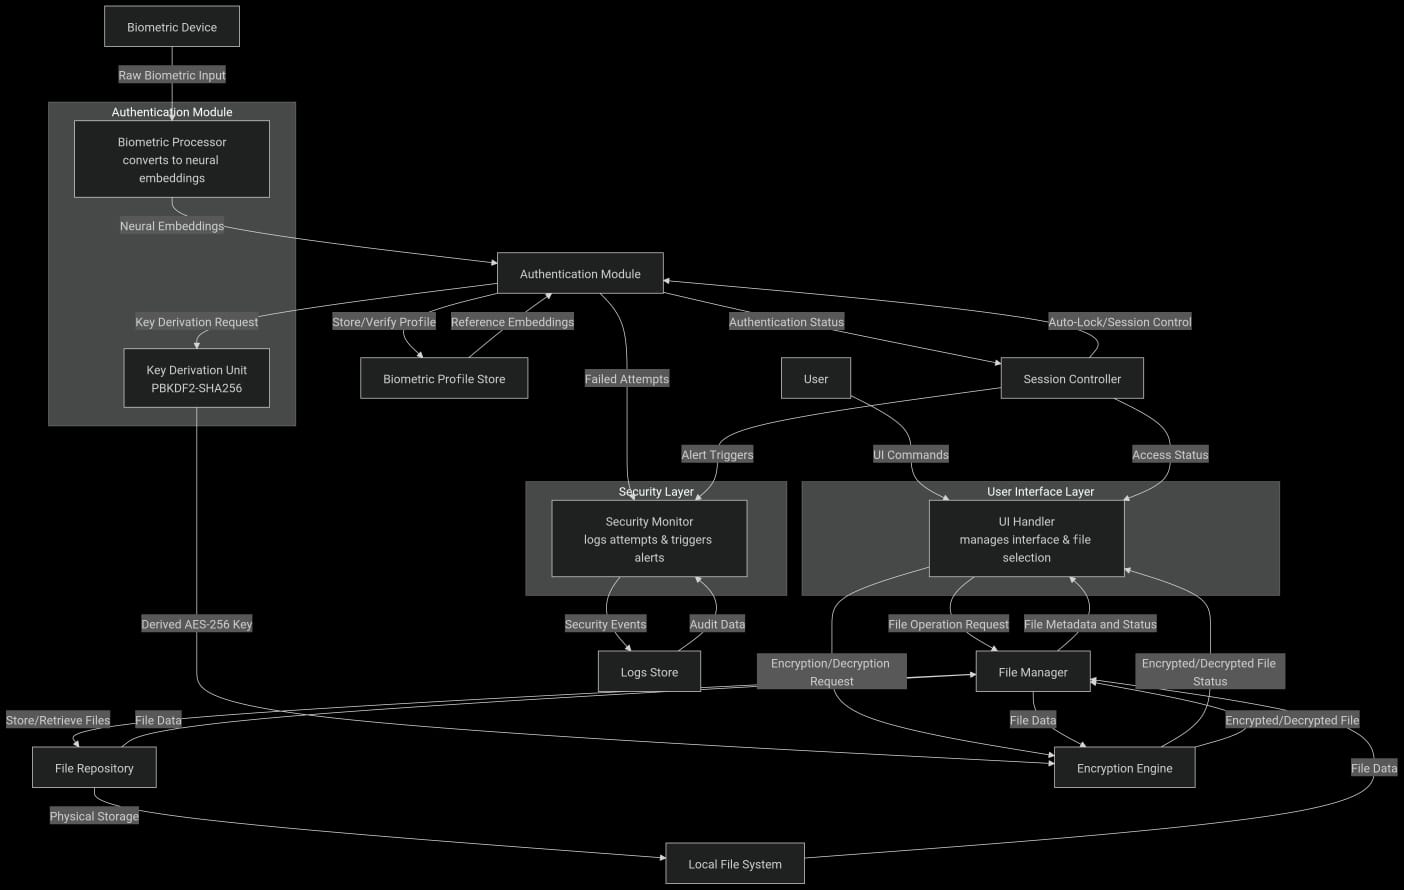 Biometric Device
Raw Biometric Input
Authentication Module
Biometric Processor
converts to neural
embeddings
Neural Embeddings
Authentication Module
Key Derivation Request
Store/Verify Profile
Reference Embeddings
Authentication Status
Auto-Lock/Session Control
Key Derivation Unit
PBKDF2-SHA256
Biometric Profile Store
Failed Attempts
User
Session Controller
Alert Triggers
UI Commands
Access Status
Security Layer
User Interface Layer
Security Monitor
logs attempts & triggers
alerts
UI Handler
manages interface & file
selection
Derived AES-256 Key
Security Events
Audit Data
File Operation Request
File Metadata and Status
Logs Store
Encryption/Decryption
Request
File Manager
Encrypted/Decrypted File
Status
Store/Retrieve Files
File Data
File Data
Encrypted/Decrypted File
File Repository
Encryption Engine
File Data
Physical Storage
Local File System